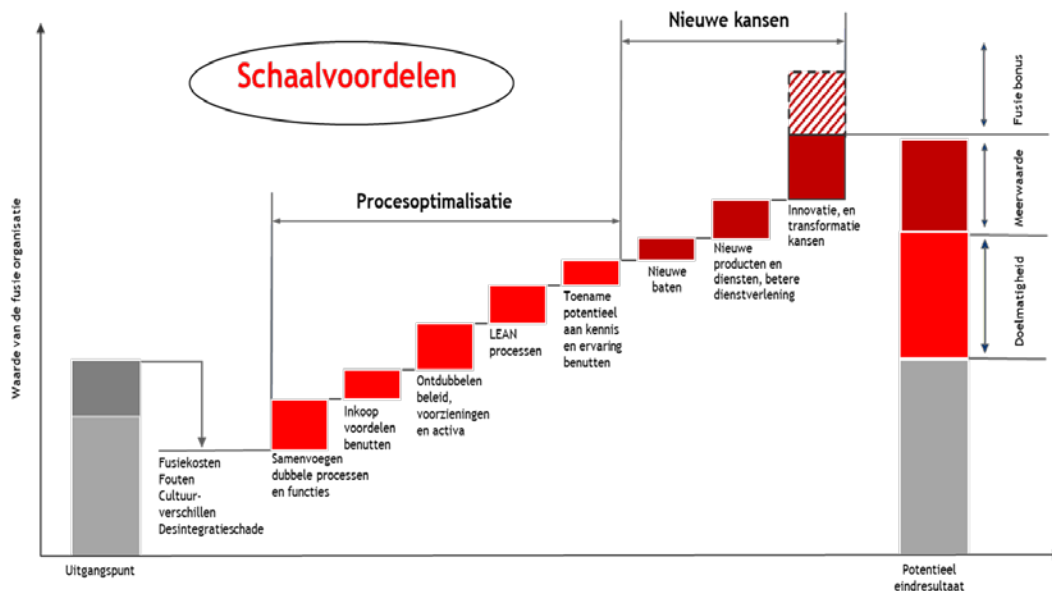 Nieuwe kansen
Schaalvoordelen
Procesoptimalisatie
Waarde van de fusie organisatie
Fusie bonus
Meerwaarde
Doelmatigheid
Innovatie, en
transformatie
kansen
Nieuwe
producten en
diensten, betere
dienstverlening
Nieuwe
baten
Toename
potentieel
aan kennis
en ervaring
benutten
LEAN
processen
Ontdubbelen
beleid,
voorzieningen
en activa
Inkoop
voordelen
benutten
Samenvoegen
dubbele processen
en functies
Fusiekosten
Fouten
Cultuur-
verschillen
Desintegratieschade
Uitgangspunt
Potentieel
eindresultaat